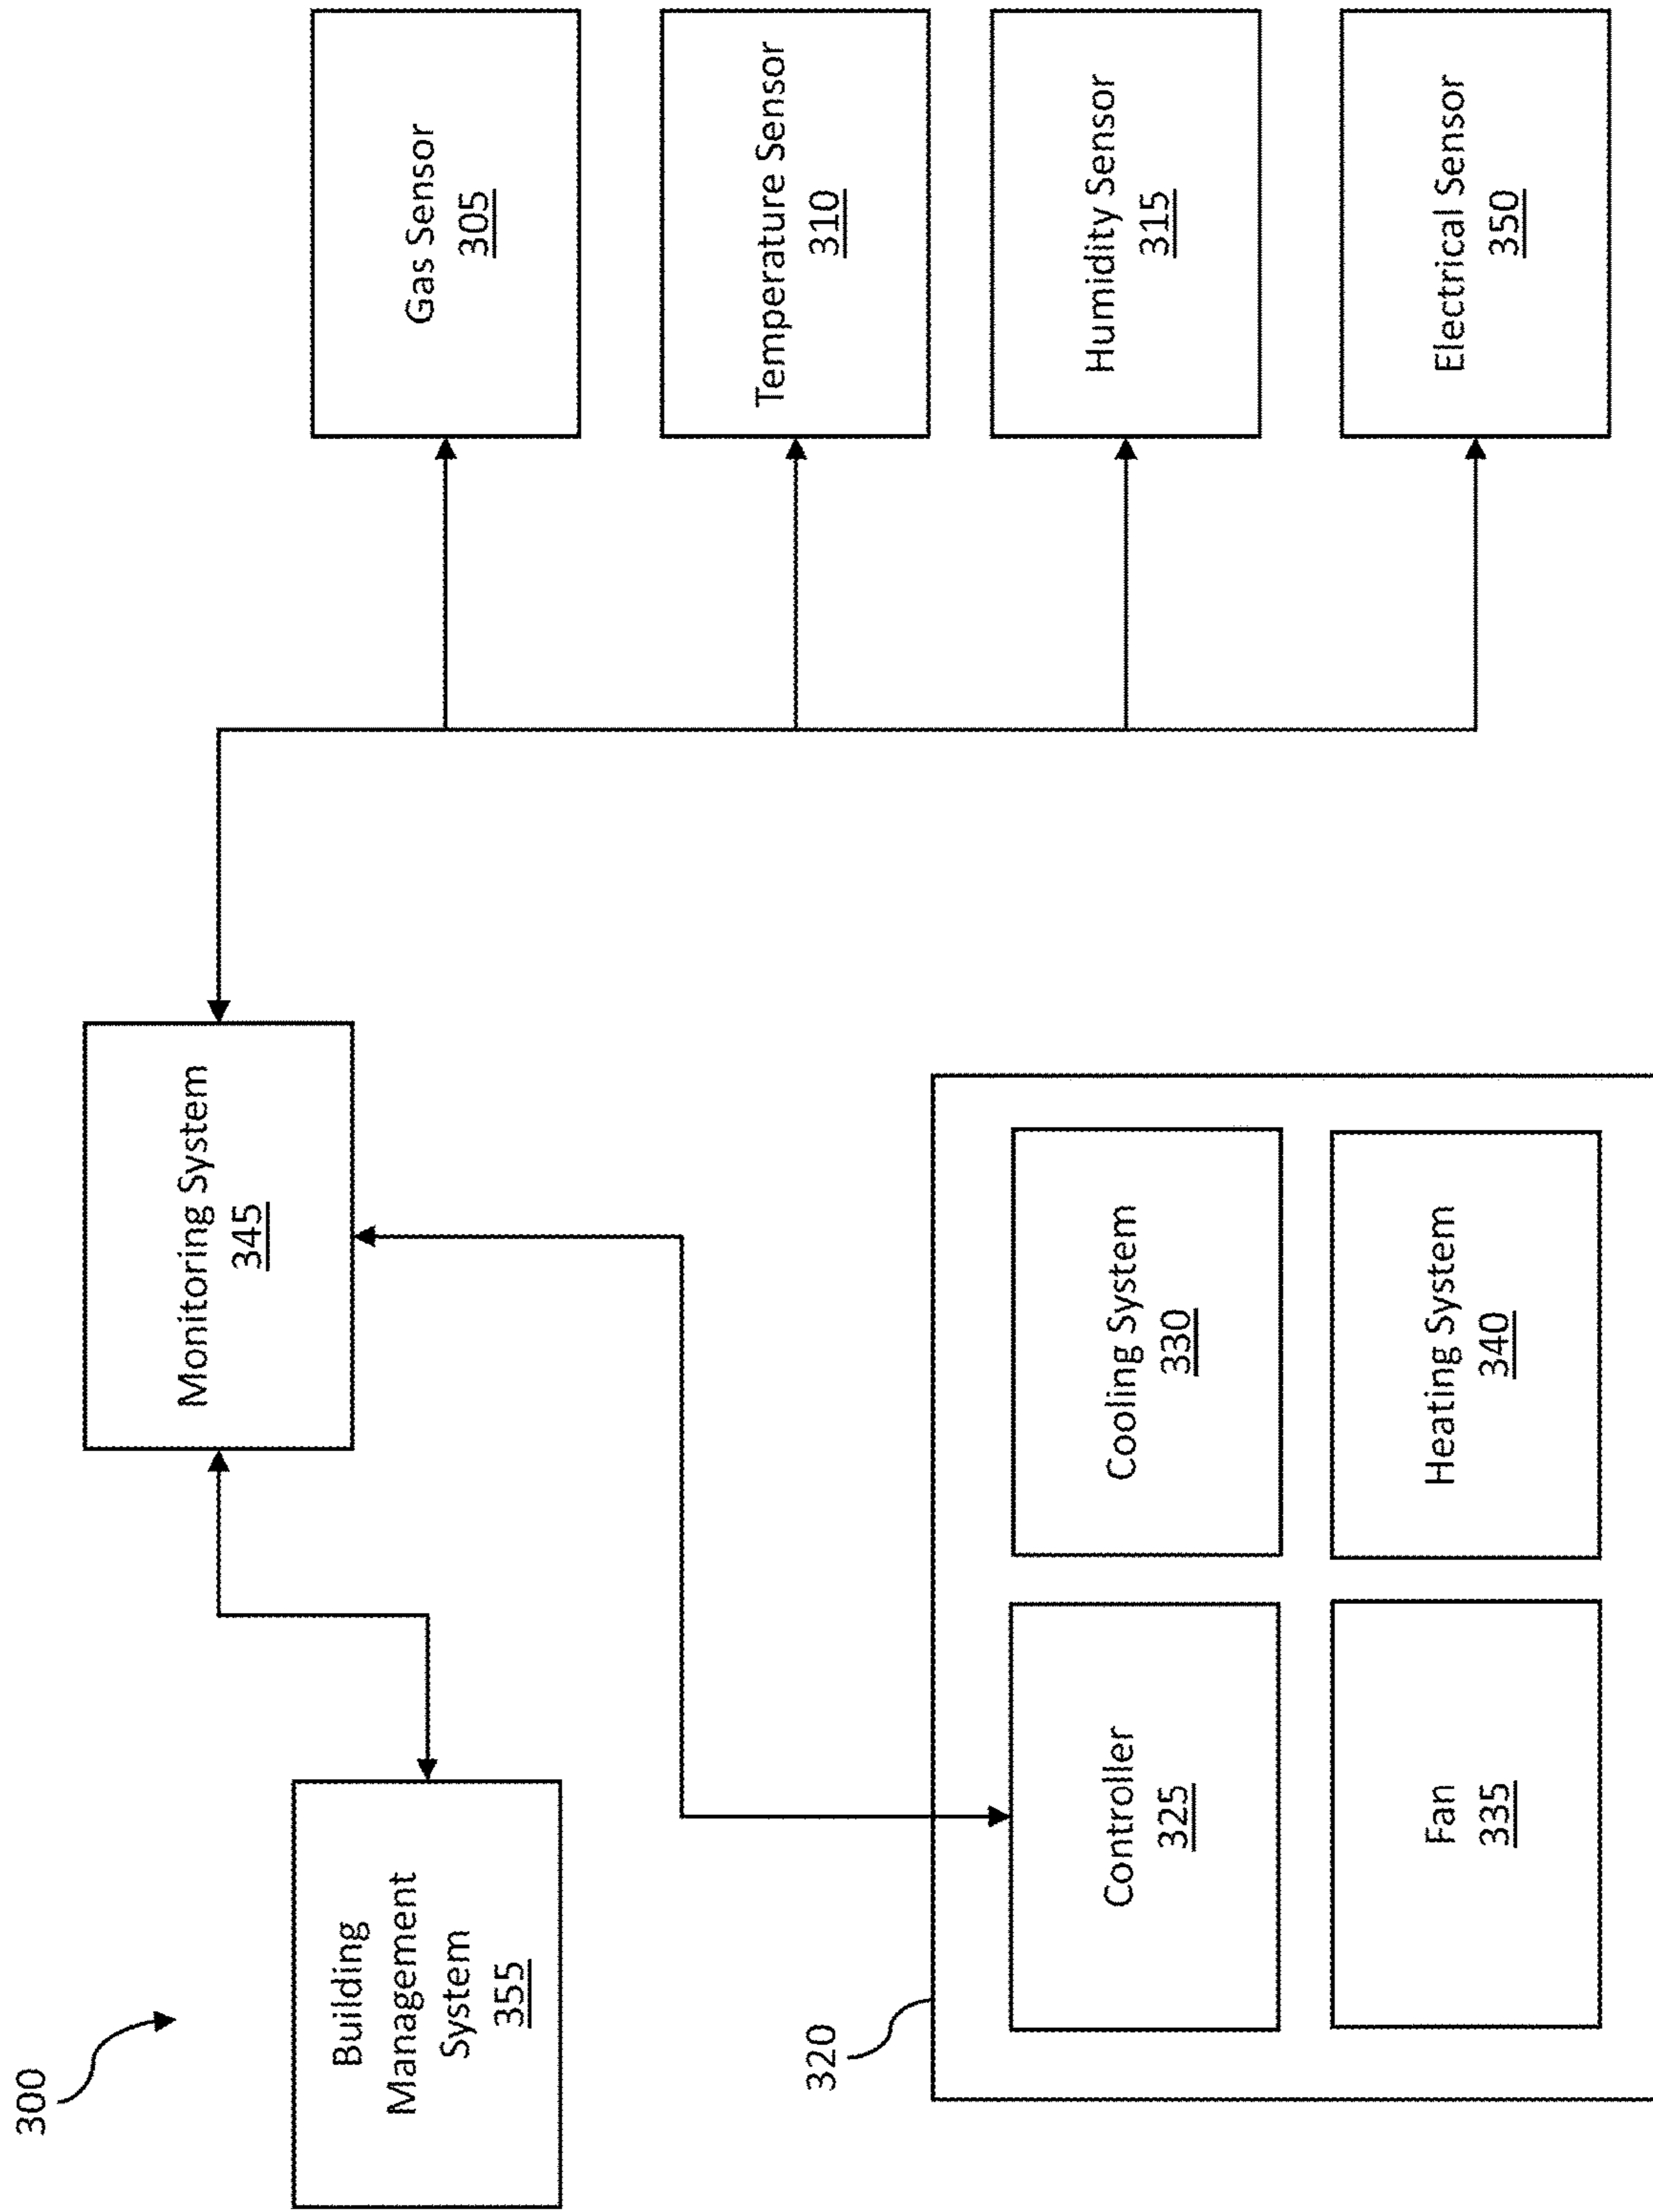 300
Building
Management
System
355
Monitoring System
345
Gas Sensor
305
Temperature Sensor
310
Humidity Sensor
315
Electrical Sensor
350
320
Controller
325
Cooling System
330
Fan
335
Heating System
340